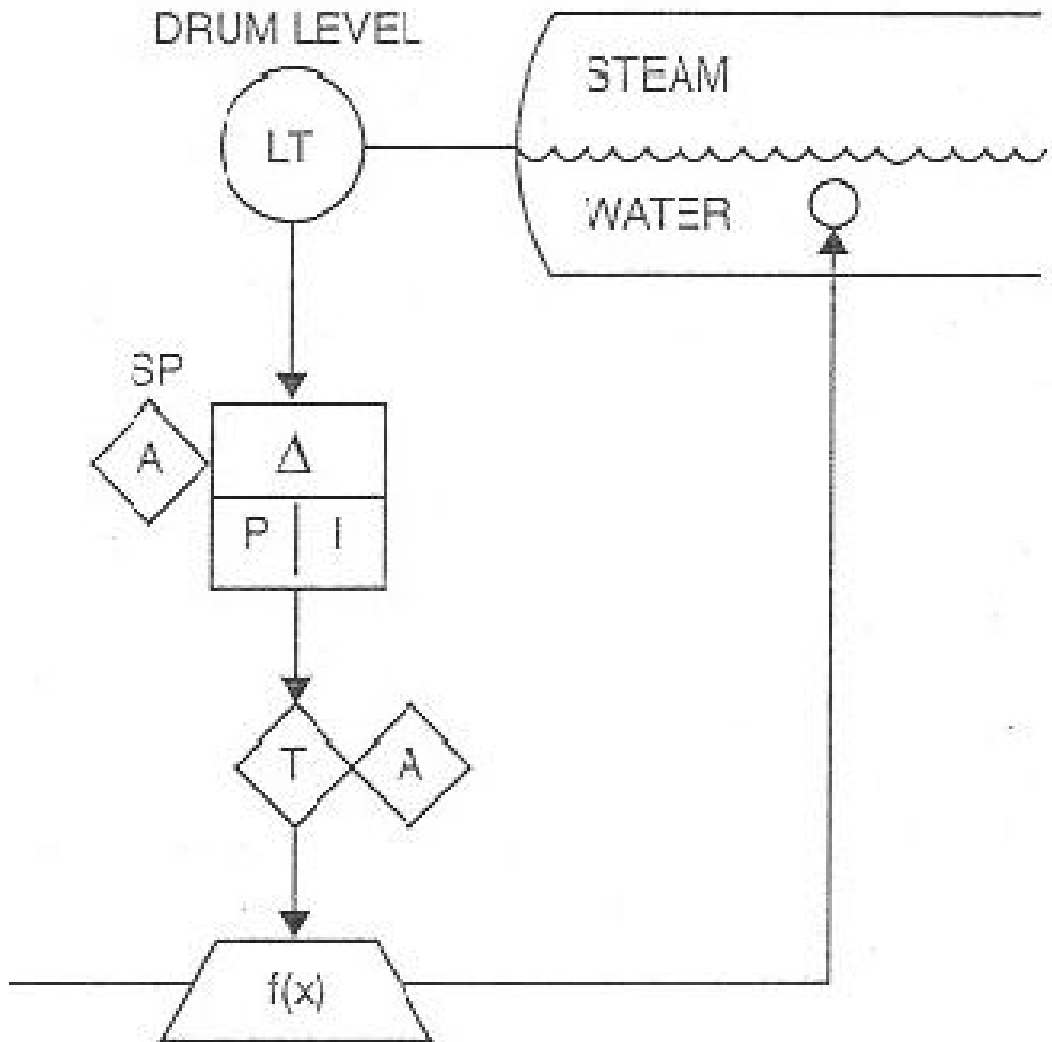 DRUM LEVEL
STEAM
LT
WATER
SP
A
Δ
P I
T A
f(x)